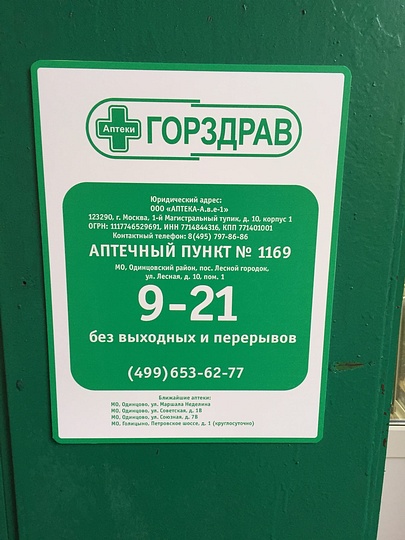 Аптеки
ГОРЗДРАВ
Юридический адрес:
ООО «АПТЕКА-А.в.е-1»
123290, г. Москва, 1-й Магистральный тупик, д. 10, корпус 1
ОГРН: 1117746529691, ИНН 7714844316, КПП 771401001
Контактный телефон: 8(495) 797-86-86
АПТЕЧНЫЙ ПУНКТ № 1169
МО, Одинцовский район, пос. Лесной городок,
ул. Лесная, д. 10, пом. 1
9-21
без выходных и перерывов
(499)653-62-77
Ближайшие аптеки:
МО, Одинцово, ул. Маршала Неделина
МО, Одинцово, ул. Советская, д. 1В
МО, Одинцово, ул. Союзная, д. 7В
МО, Голицыно, Петровское шоссе, д. 1 (круглосуточно)